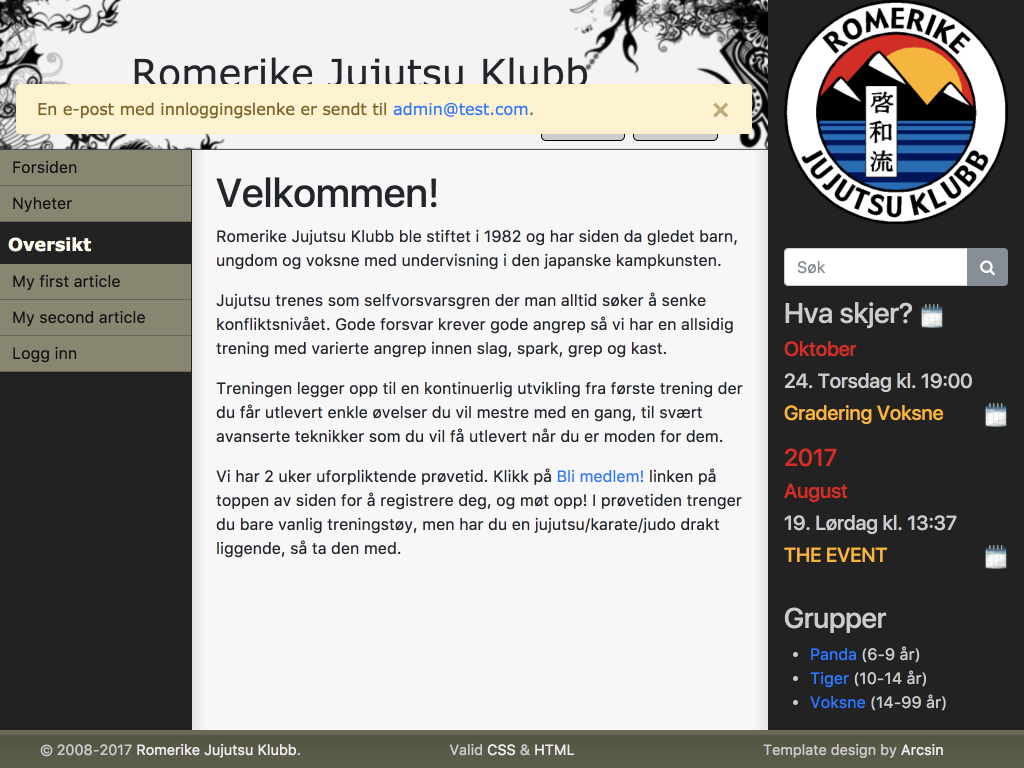 Romerike Jujutsu Klubb
En e-post med innloggingslenke er sendt til admin@test.com.
×
Forsiden
Nyheter
Oversikt
My first article
My second article
Logg inn
Velkommen!
Romerike Jujutsu Klubb ble stiftet i 1982 og har siden da gledet barn,
ungdom og voksne med undervisning i den japanske kampkunsten.
Jujutsu trenes som selfvorsvarsgren der man alltid søker å senke
konfliktsnivået. Gode forsvar krever gode angrep så vi har en allsidig
trening med varierte angrep innen slag, spark, grep og kast.
Treningen legger opp til en kontinuerlig utvikling fra første trening der
du får utlevert enkle øvelser du vil mestre med en gang, til svært
avanserte teknikker som du vil få utlevert når du er moden for dem.
Vi har 2 uker uforpliktende prøvetid. Klikk på Bli medlem! linken på
toppen av siden for å registrere deg, og møt opp! I prøvetiden trenger
du bare vanlig treningstøy, men har du en jujutsu/karate/judo drakt
liggende, så ta den med.
ROMERIKE
啓和流
JUJUTSU KLUBB
Søk
Hva skjer?
Oktober
24. Torsdag kl. 19:00
Gradering Voksne
2017
August
19. Lørdag kl. 13:37
THE EVENT
Grupper
Panda (6-9 år)
Tiger (10-14 år)
Voksne (14-99 år)
© 2008-2017 Romerike Jujutsu Klubb.
Valid CSS & HTML
Template design by Arcsin